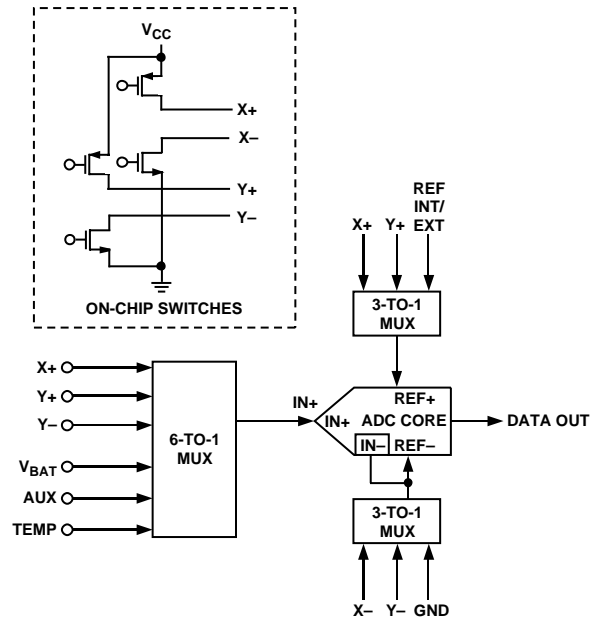 VCC
X+
X–
Y+
Y–
ON-CHIP SWITCHES
X+ Y+ REF INT/ EXT
3-TO-1
MUX
X+
Y+
Y–
VBAT
AUX
TEMP
6-TO-1
MUX
IN+
IN+
REF+
ADC CORE
IN– REF–
DATA OUT
3-TO-1
MUX
X– Y– GND